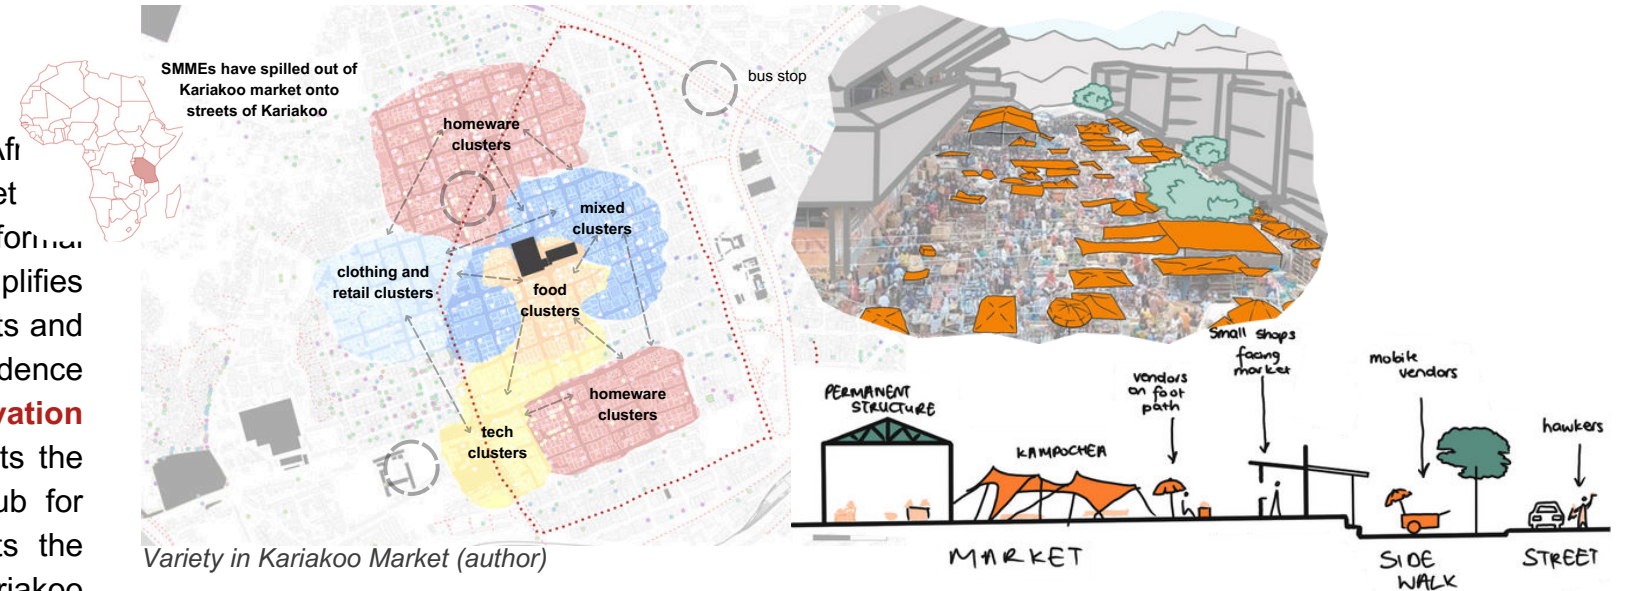 SMMEs have spilled out of
Kariakoo market onto
streets of Kariakoo
bus stop
homeware
clusters
mixed
clusters
clothing and
retail clusters
food
clusters
homeware
clusters
tech
clusters
plifies
ts and
dence
vation
ts the
ub for
ts the
Variety in Kariakoo Market (author)
PERMANENT
STRUCTURE
KAMPOCHEA
vendors
on foot
path
Small shops
facing
market
mobile
vendors
hawkers
MARKET
SIDE
WALK
STREET